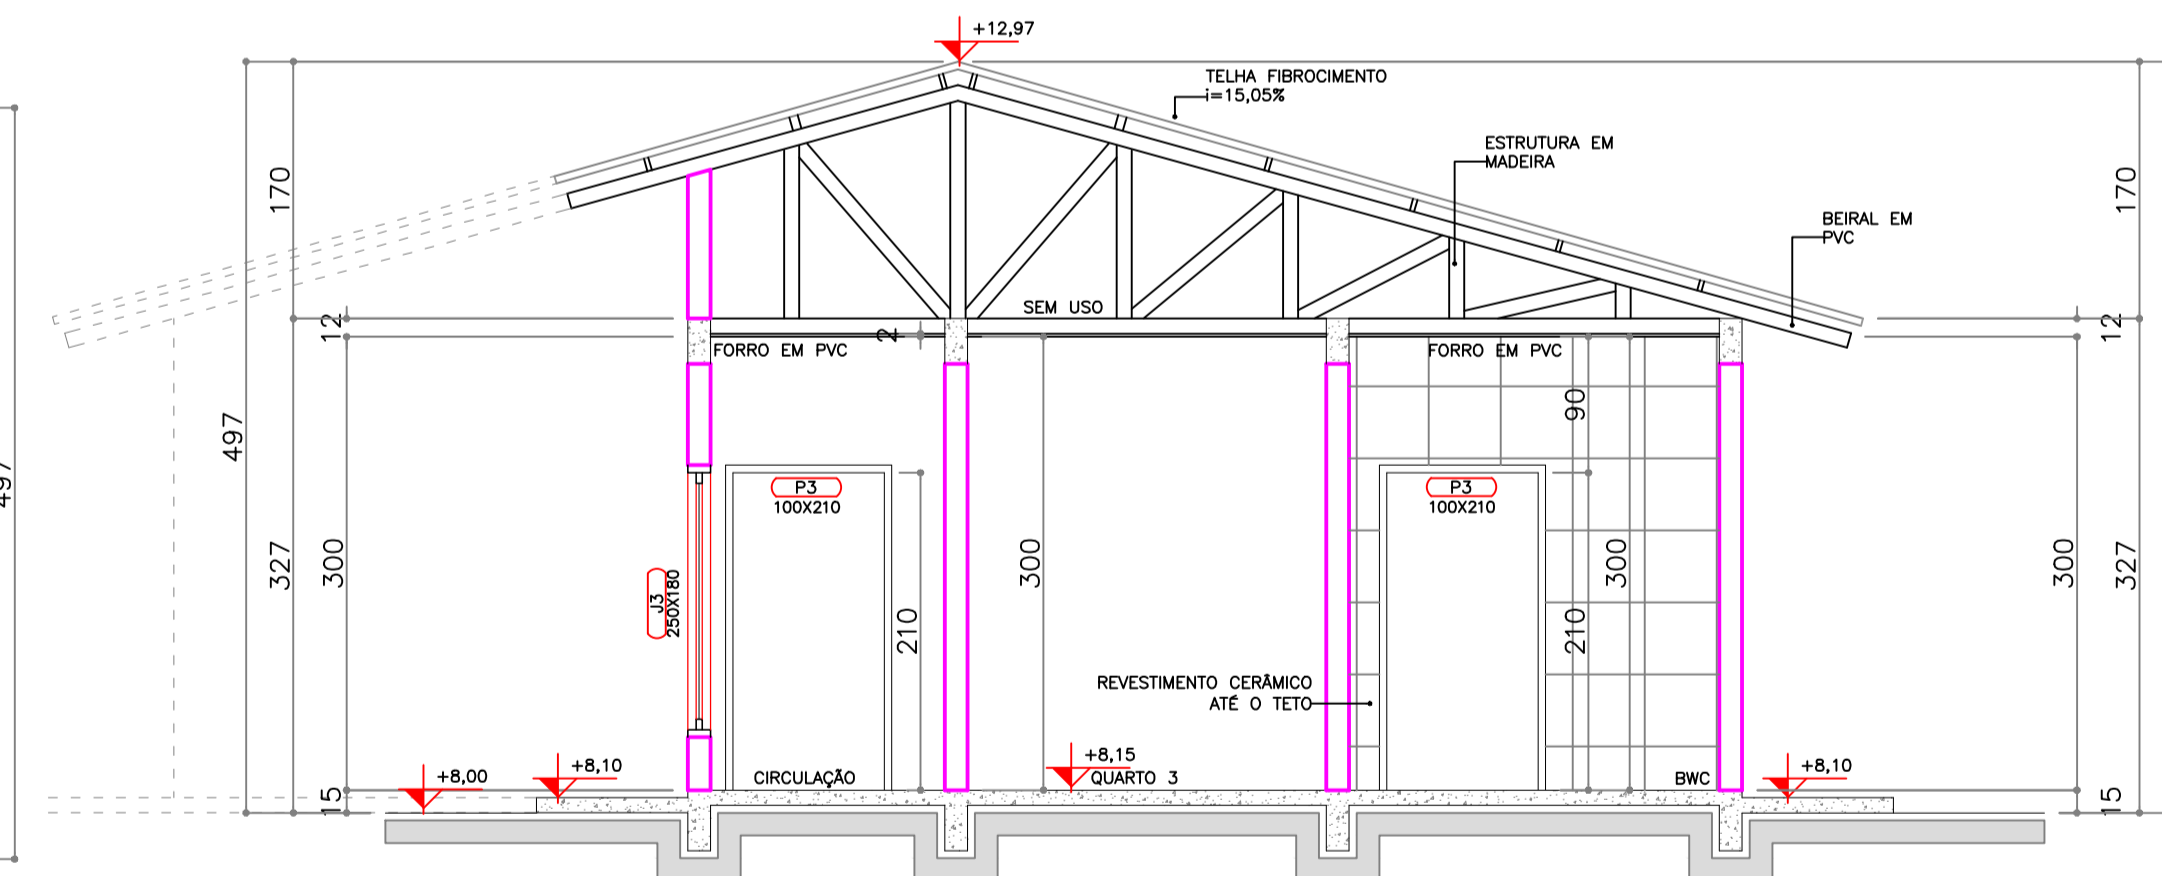 +12,97
TELHA FIBROCIMENTO
i=15,05%
ESTRUTURA EM
MADEIRA
BEIRAL EM
PVC
170
170
SEM USO
12
2
12
FORRO EM PVC
FORRO EM PVC
90
497
497
P3
100X210
P3
100X210
327
300
J3
250X180
300
300
300
327
210
210
REVESTIMENTO CERÂMICO
ATÉ O TETO
+8,00
+8,10
CIRCULAÇÃO
+8,15
QUARTO 3
BWC
+8,10
15
15